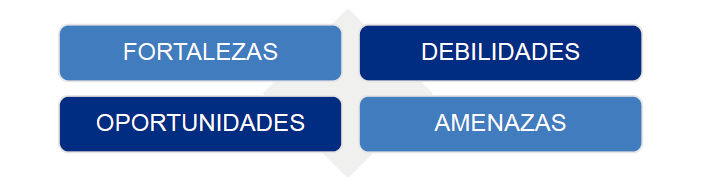 FORTALEZAS
DEBILIDADES
OPORTUNIDADES
AMENAZAS